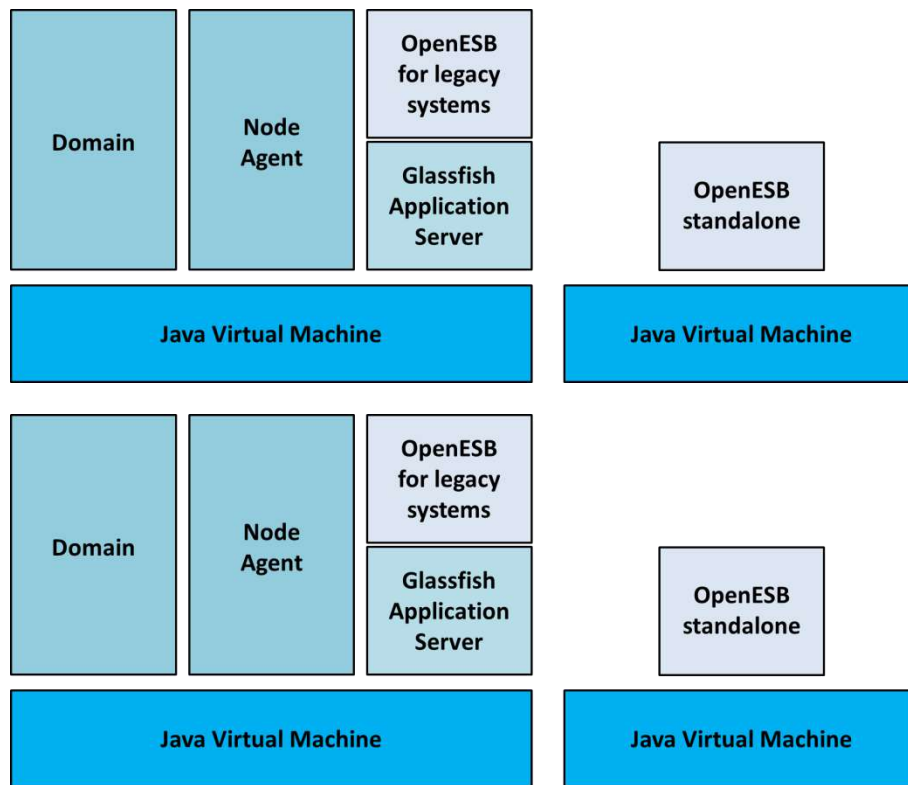 OpenESB
for legacy
systems
Domain
Node
Agent
Glassfish
Application
Server
OpenESB
standalone
Java Virtual Machine
Java Virtual Machine
OpenESB
for legacy
systems
Domain
Node
Agent
Glassfish
Application
Server
OpenESB
standalone
Java Virtual Machine
Java Virtual Machine